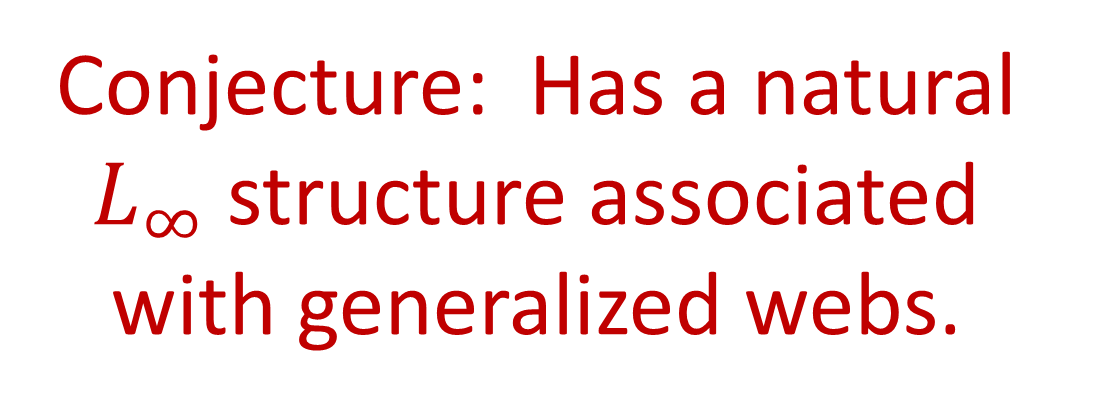 Conjecture: Has a natural
L∞ structure associated
with generalized webs.